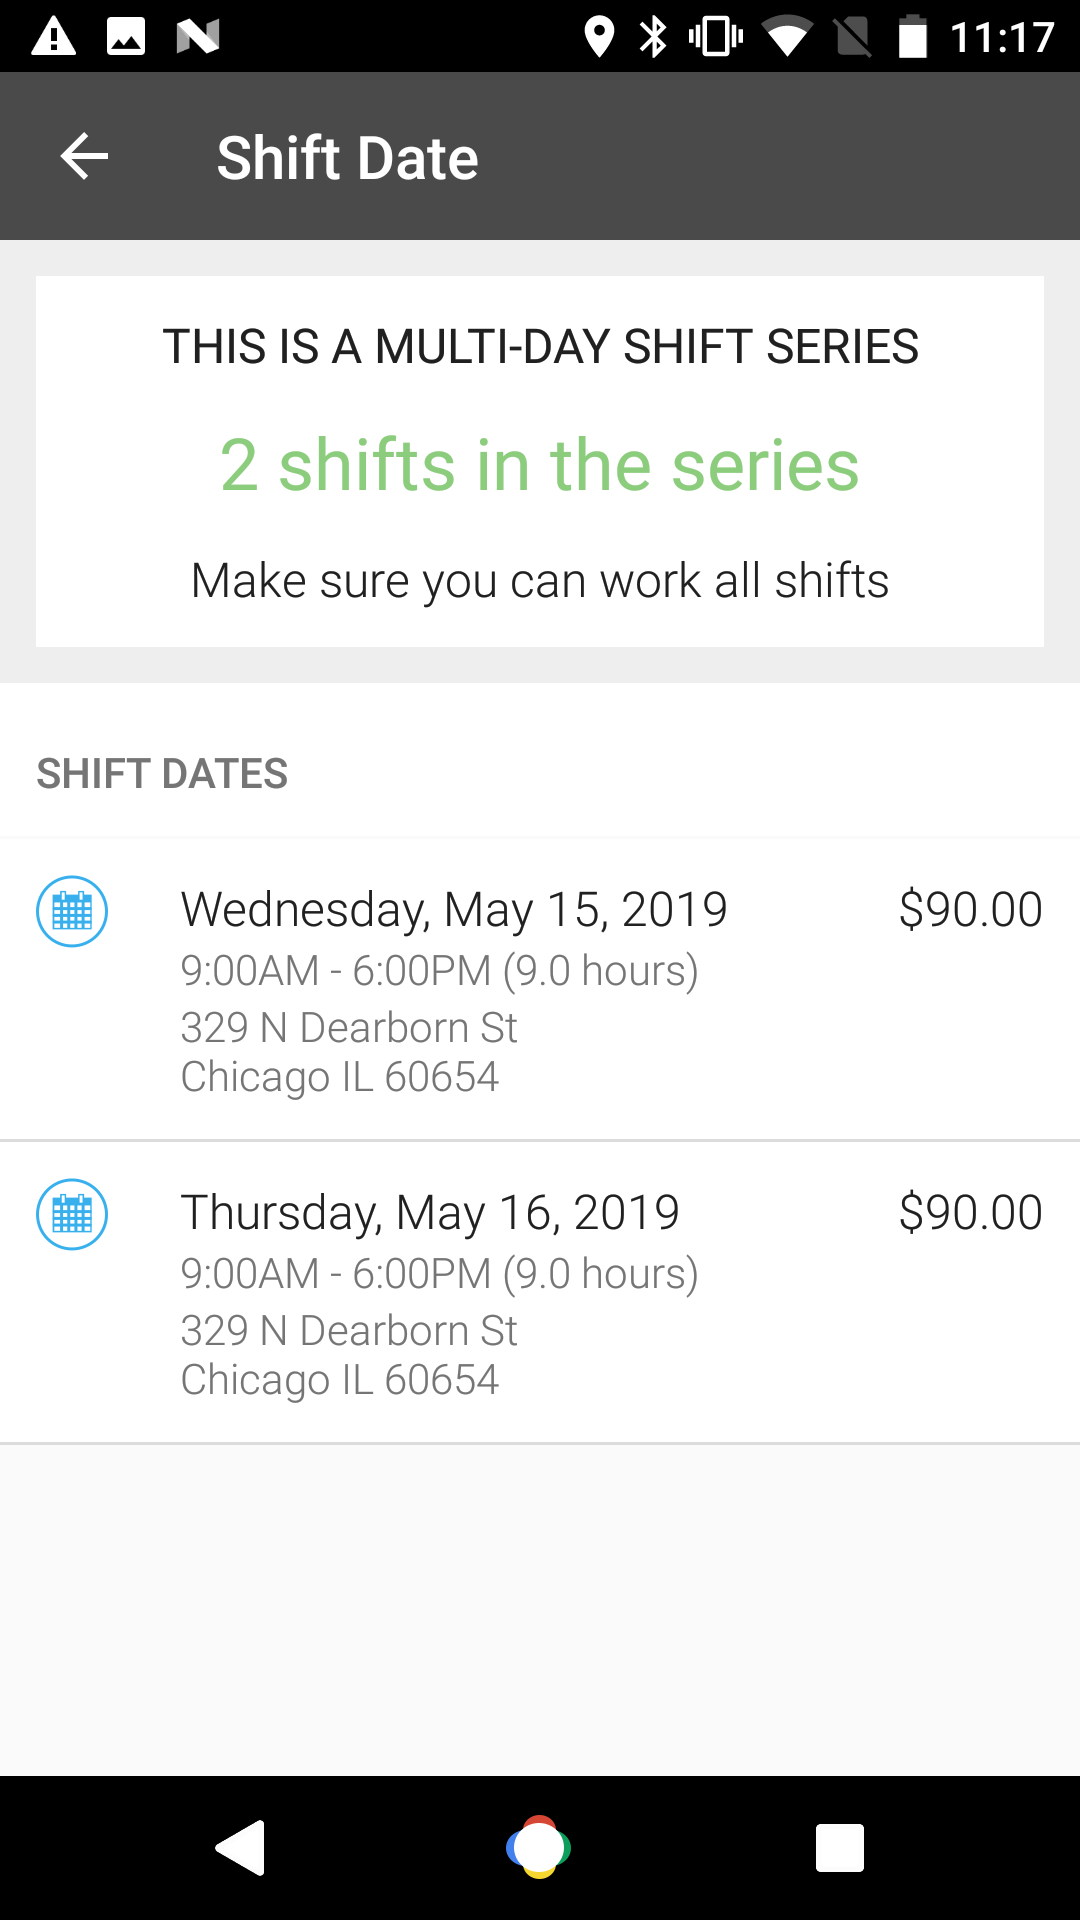 11:17
Shift Date
THIS IS A MULTI-DAY SHIFT SERIES
2 shifts in the series
Make sure you can work all shifts
SHIFT DATES
Wednesday, May 15, 2019 $90.00
9:00AM - 6:00PM (9.0 hours)
329 N Dearborn St
Chicago IL 60654
Thursday, May 16, 2019 $90.00
9:00AM - 6:00PM (9.0 hours)
329 N Dearborn St
Chicago IL 60654